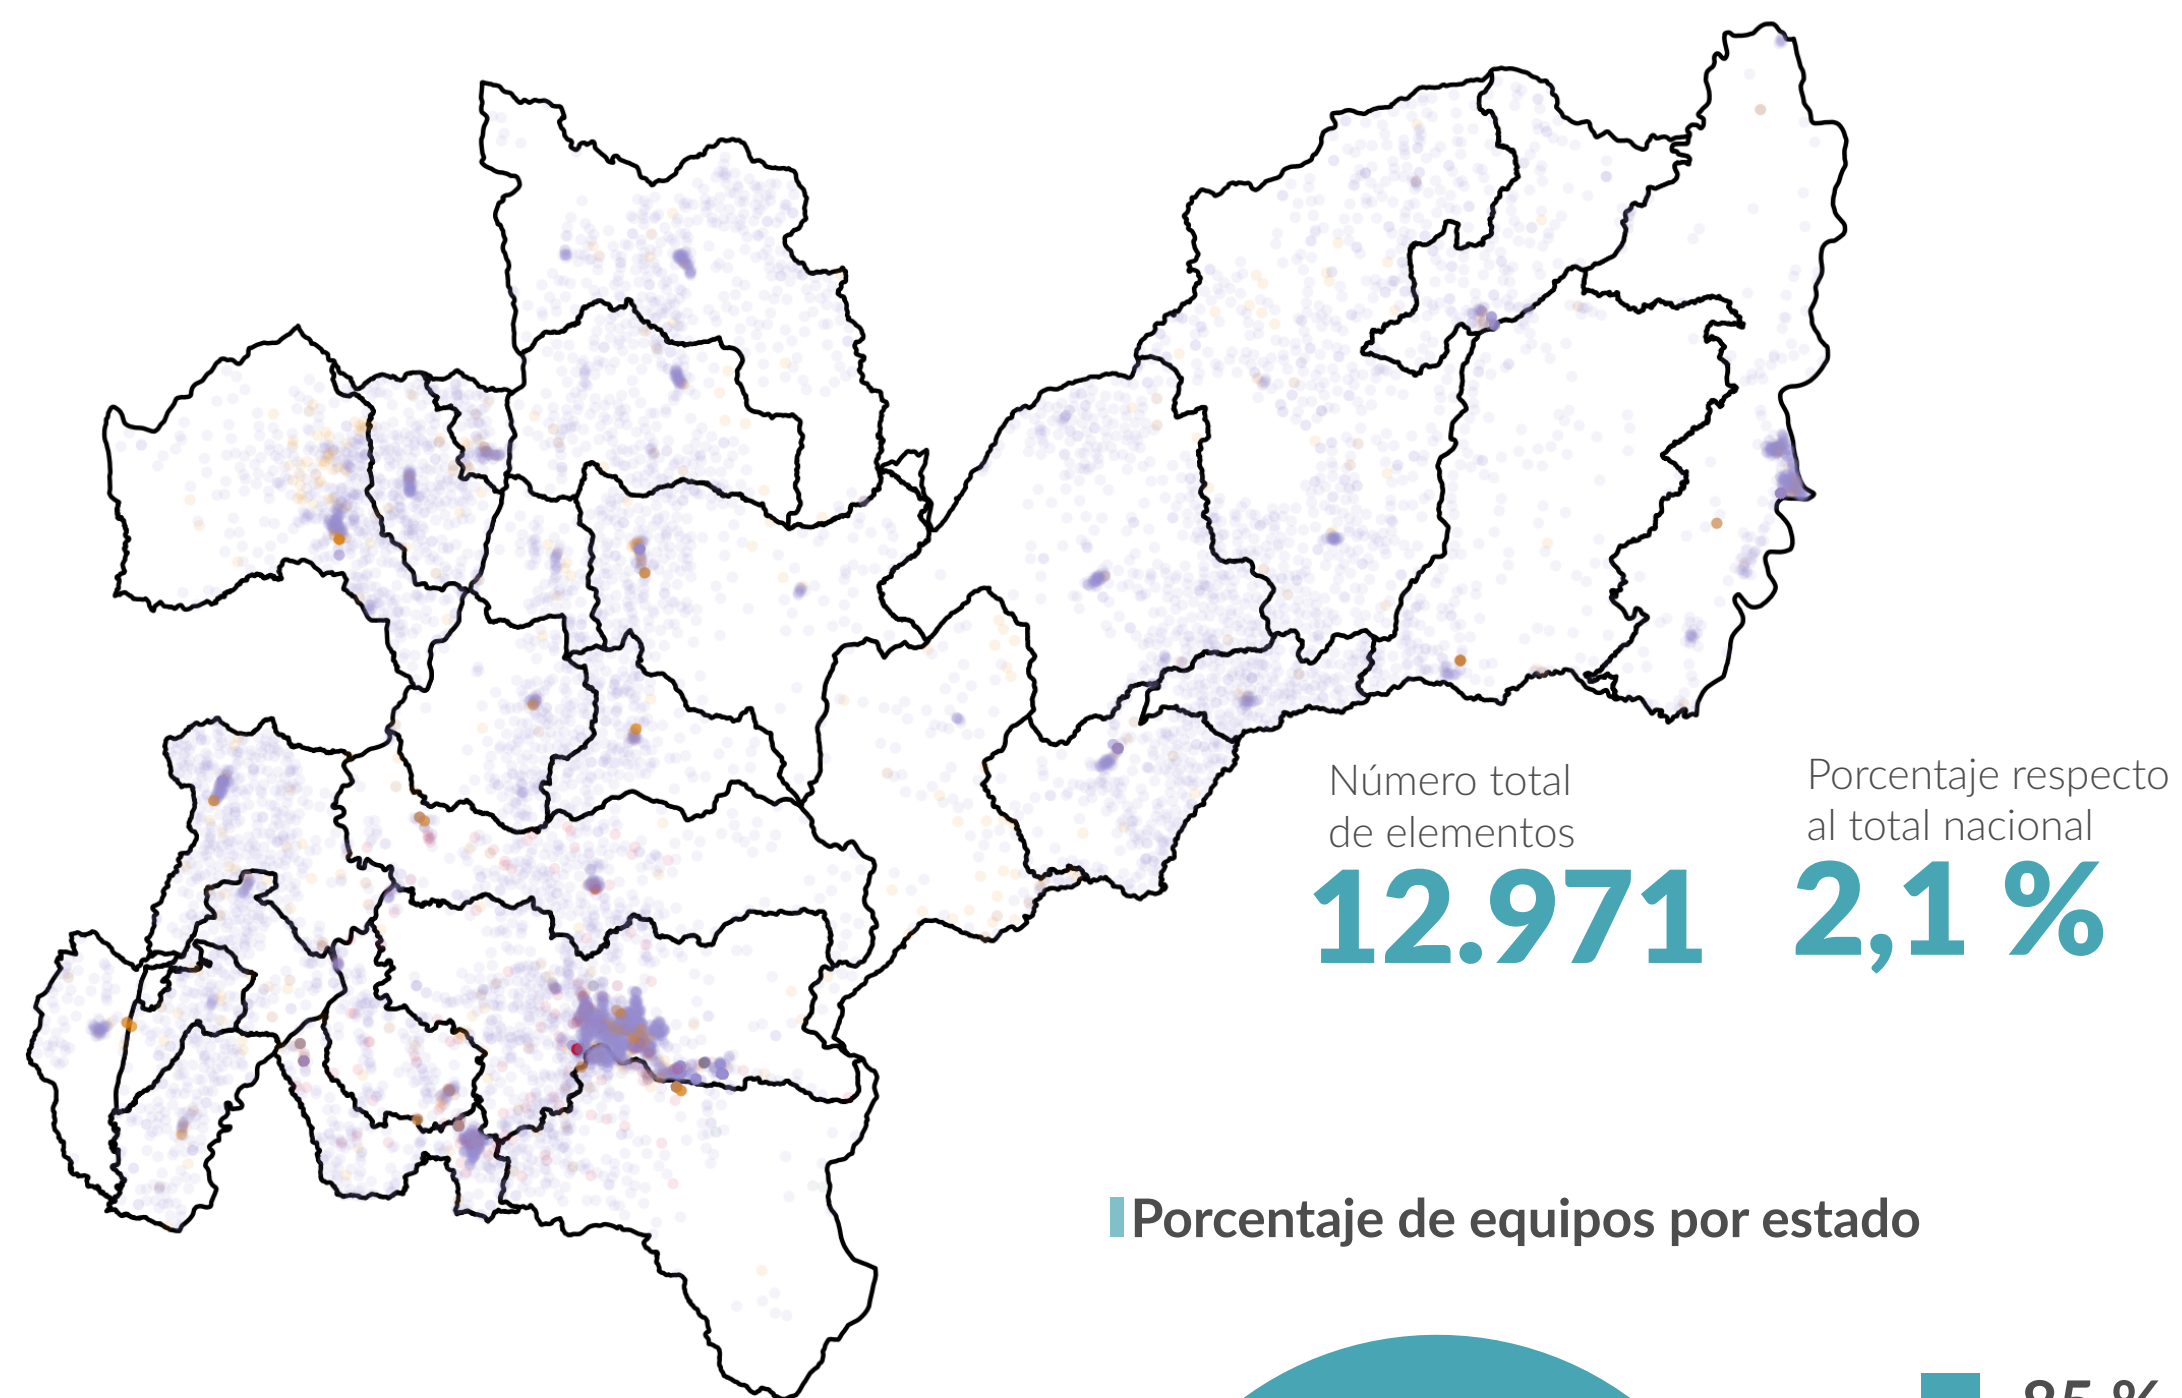 Número total
de elementos
12.971
Porcentaje respecto
al total nacional
2,1 %
Porcentaje de equipos por estado